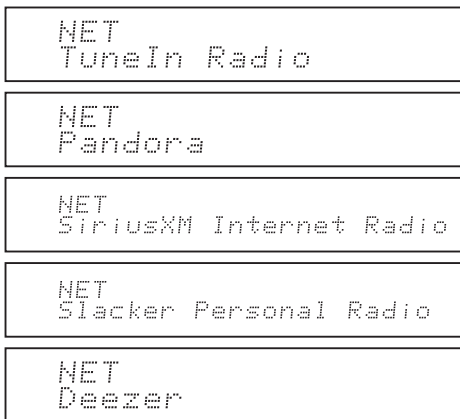 NET
TuneIn Radio
NET
Pandora
NET
SiriusXM Internet Radio
NET
Slacker Personal Radio
NET
Deezer